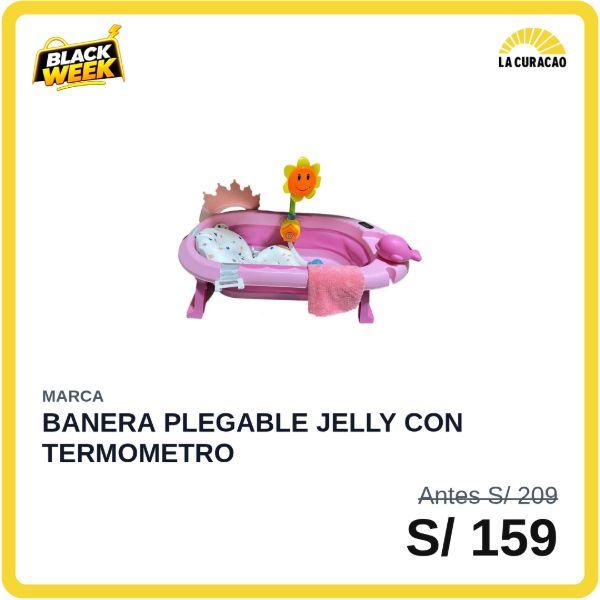 BLACK
WEEK
LA CURACAO
MARCA
BANERA PLEGABLE JELLY CON
TERMOMETRO
Antes S/ 209
S/ 159